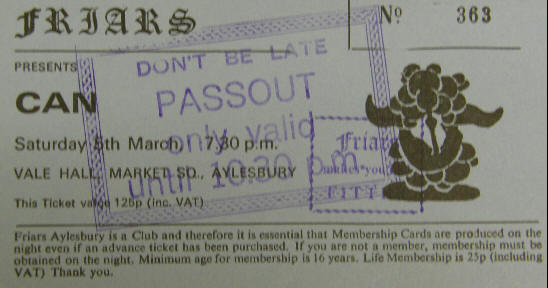 FRIARS
Nº 363
PRESENTS
CAN
Saturday 8th March, 7.30 p.m.
VALE HALL, MARKET SQ., AYLESBURY
This Ticket value 125p (inc. VAT)
DON'T BE LATE
PASSOUT
only valid
until 10.30 p.m.
Friars
you
FITT
Friars Aylesbury is a Club and therefore it is essential that Membership Cards are produced on the
night even if an advance ticket has been purchased. If you are not a member, membership must be
obtained on the night. Minimum age for membership is 16 years. Life Membership is 25p (including
VAT) Thank you.